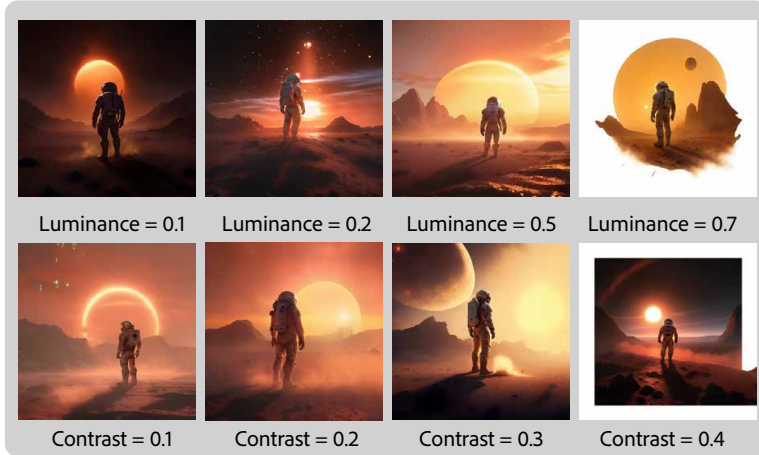 Luminance = 0.1
Luminance = 0.2
Luminance = 0.5
Luminance = 0.7
Contrast = 0.1
Contrast = 0.2
Contrast = 0.3
Contrast = 0.4